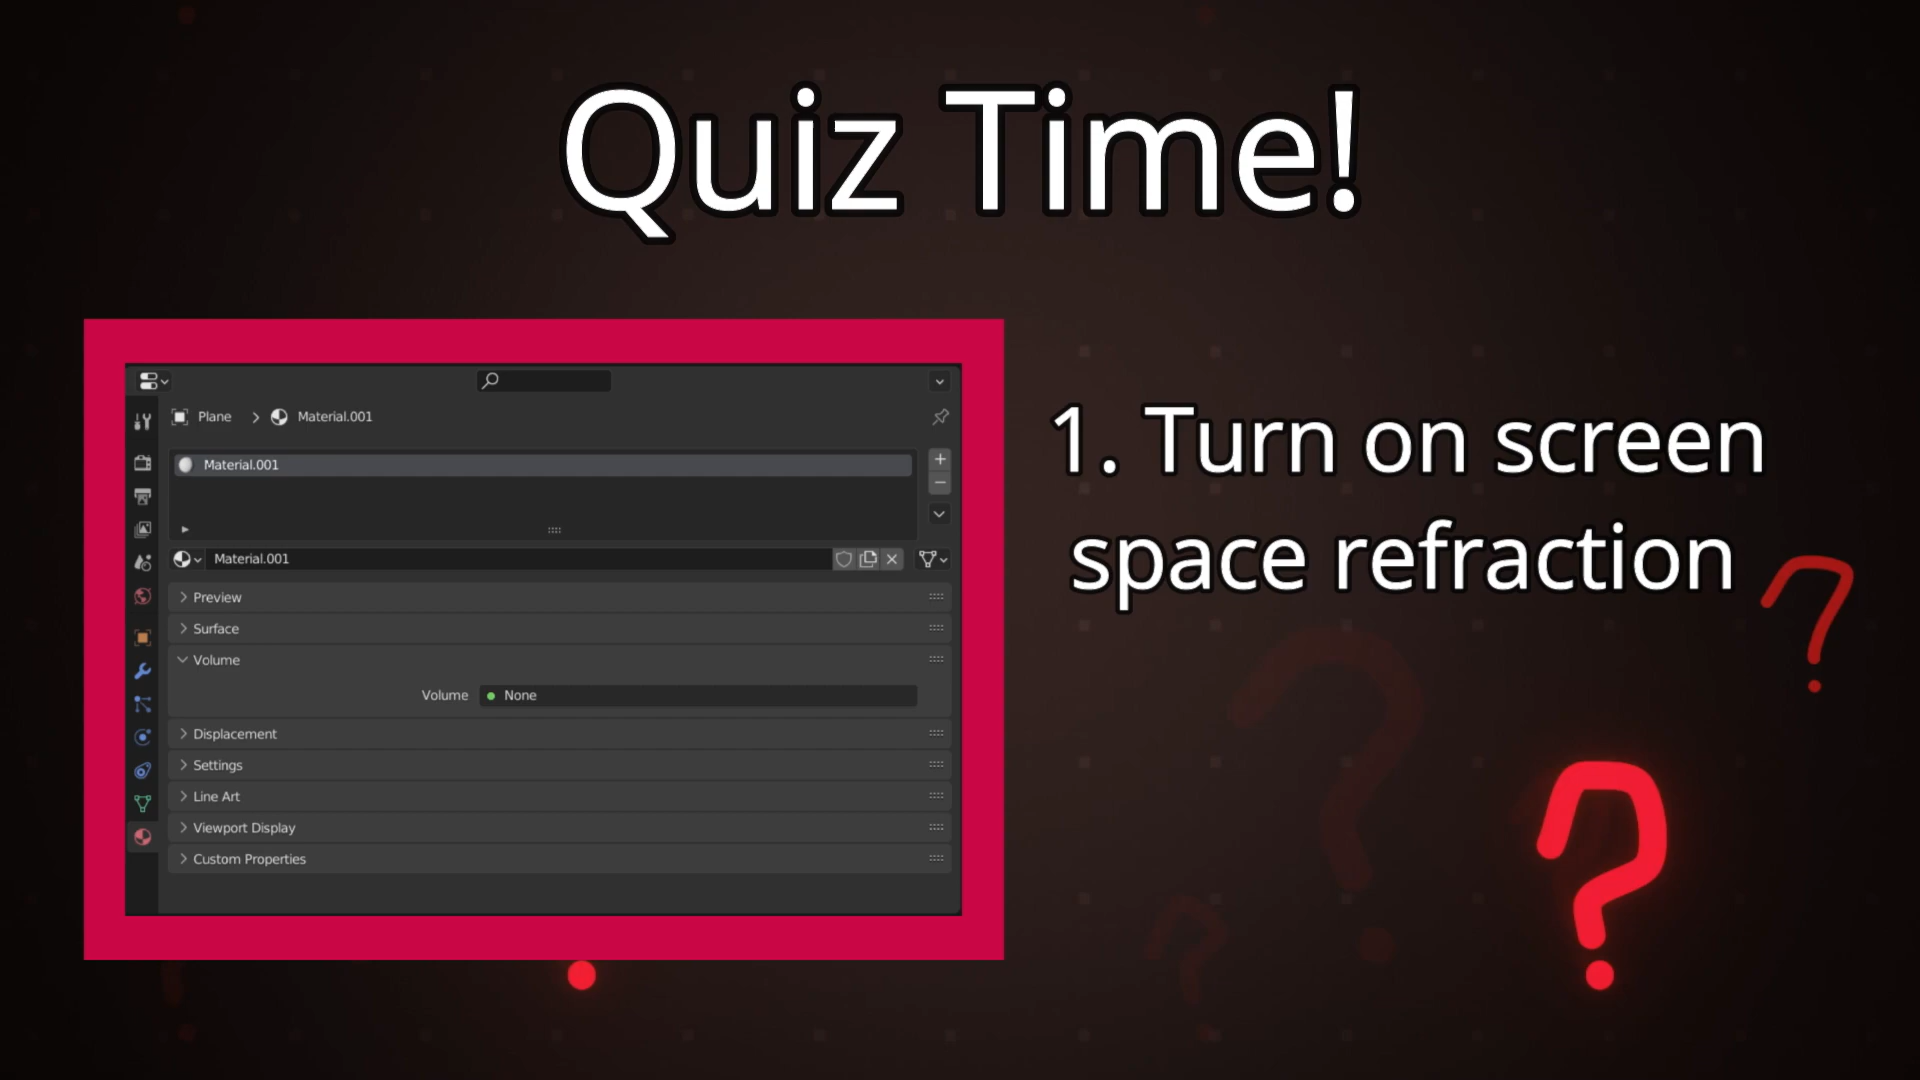 Quiz Time!
Plane > Material.001
Material.001
Material.001
Preview
Surface
Volume
Volume None
Displacement
Settings
Line Art
Viewport Display
Custom Properties
1. Turn on screen
space refraction